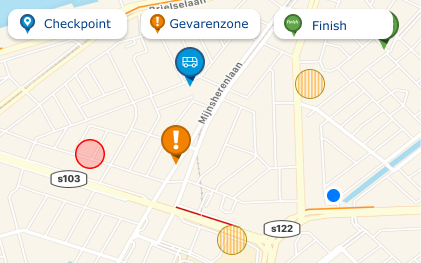 Brielselaan
Checkpoint
Gevarenzone
Finish
Mijnsherenlaan
s103
s122